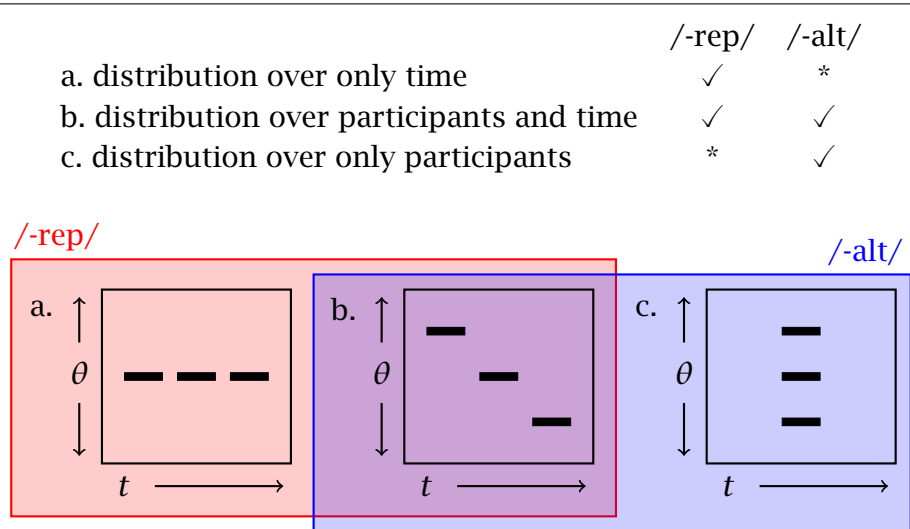 /-rep/ /-alt/
a. distribution over only time ✓ *
b. distribution over participants and time ✓ ✓
c. distribution over only participants * ✓
/-rep/
/-alt/
a. ↑ b. ↑ c. ↑
θ θ θ
↓ ↓ ↓
t ⟶ t ⟶ t ⟶